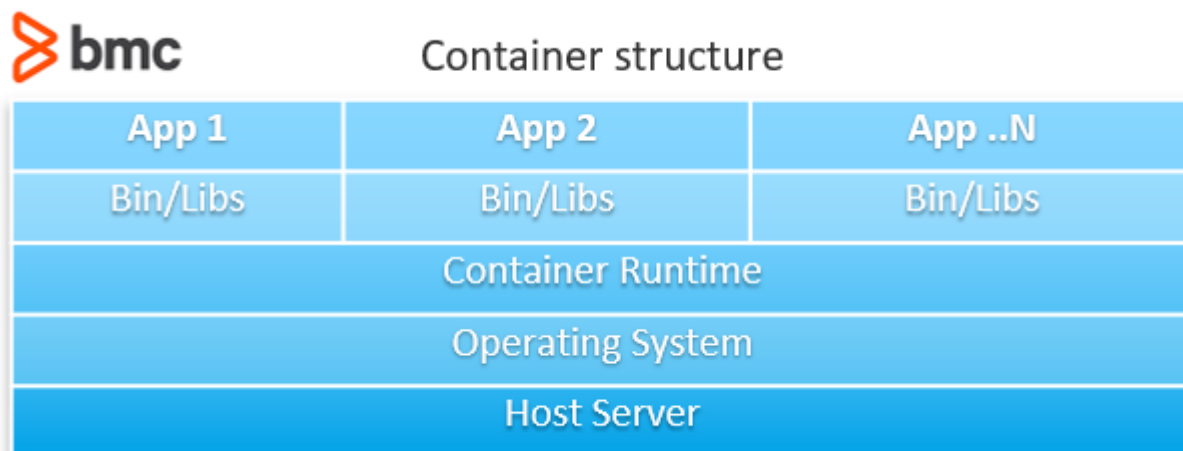 bmc
Container structure
App 1 App 2 App ..N
Bin/Libs Bin/Libs Bin/Libs
Container Runtime
Operating System
Host Server